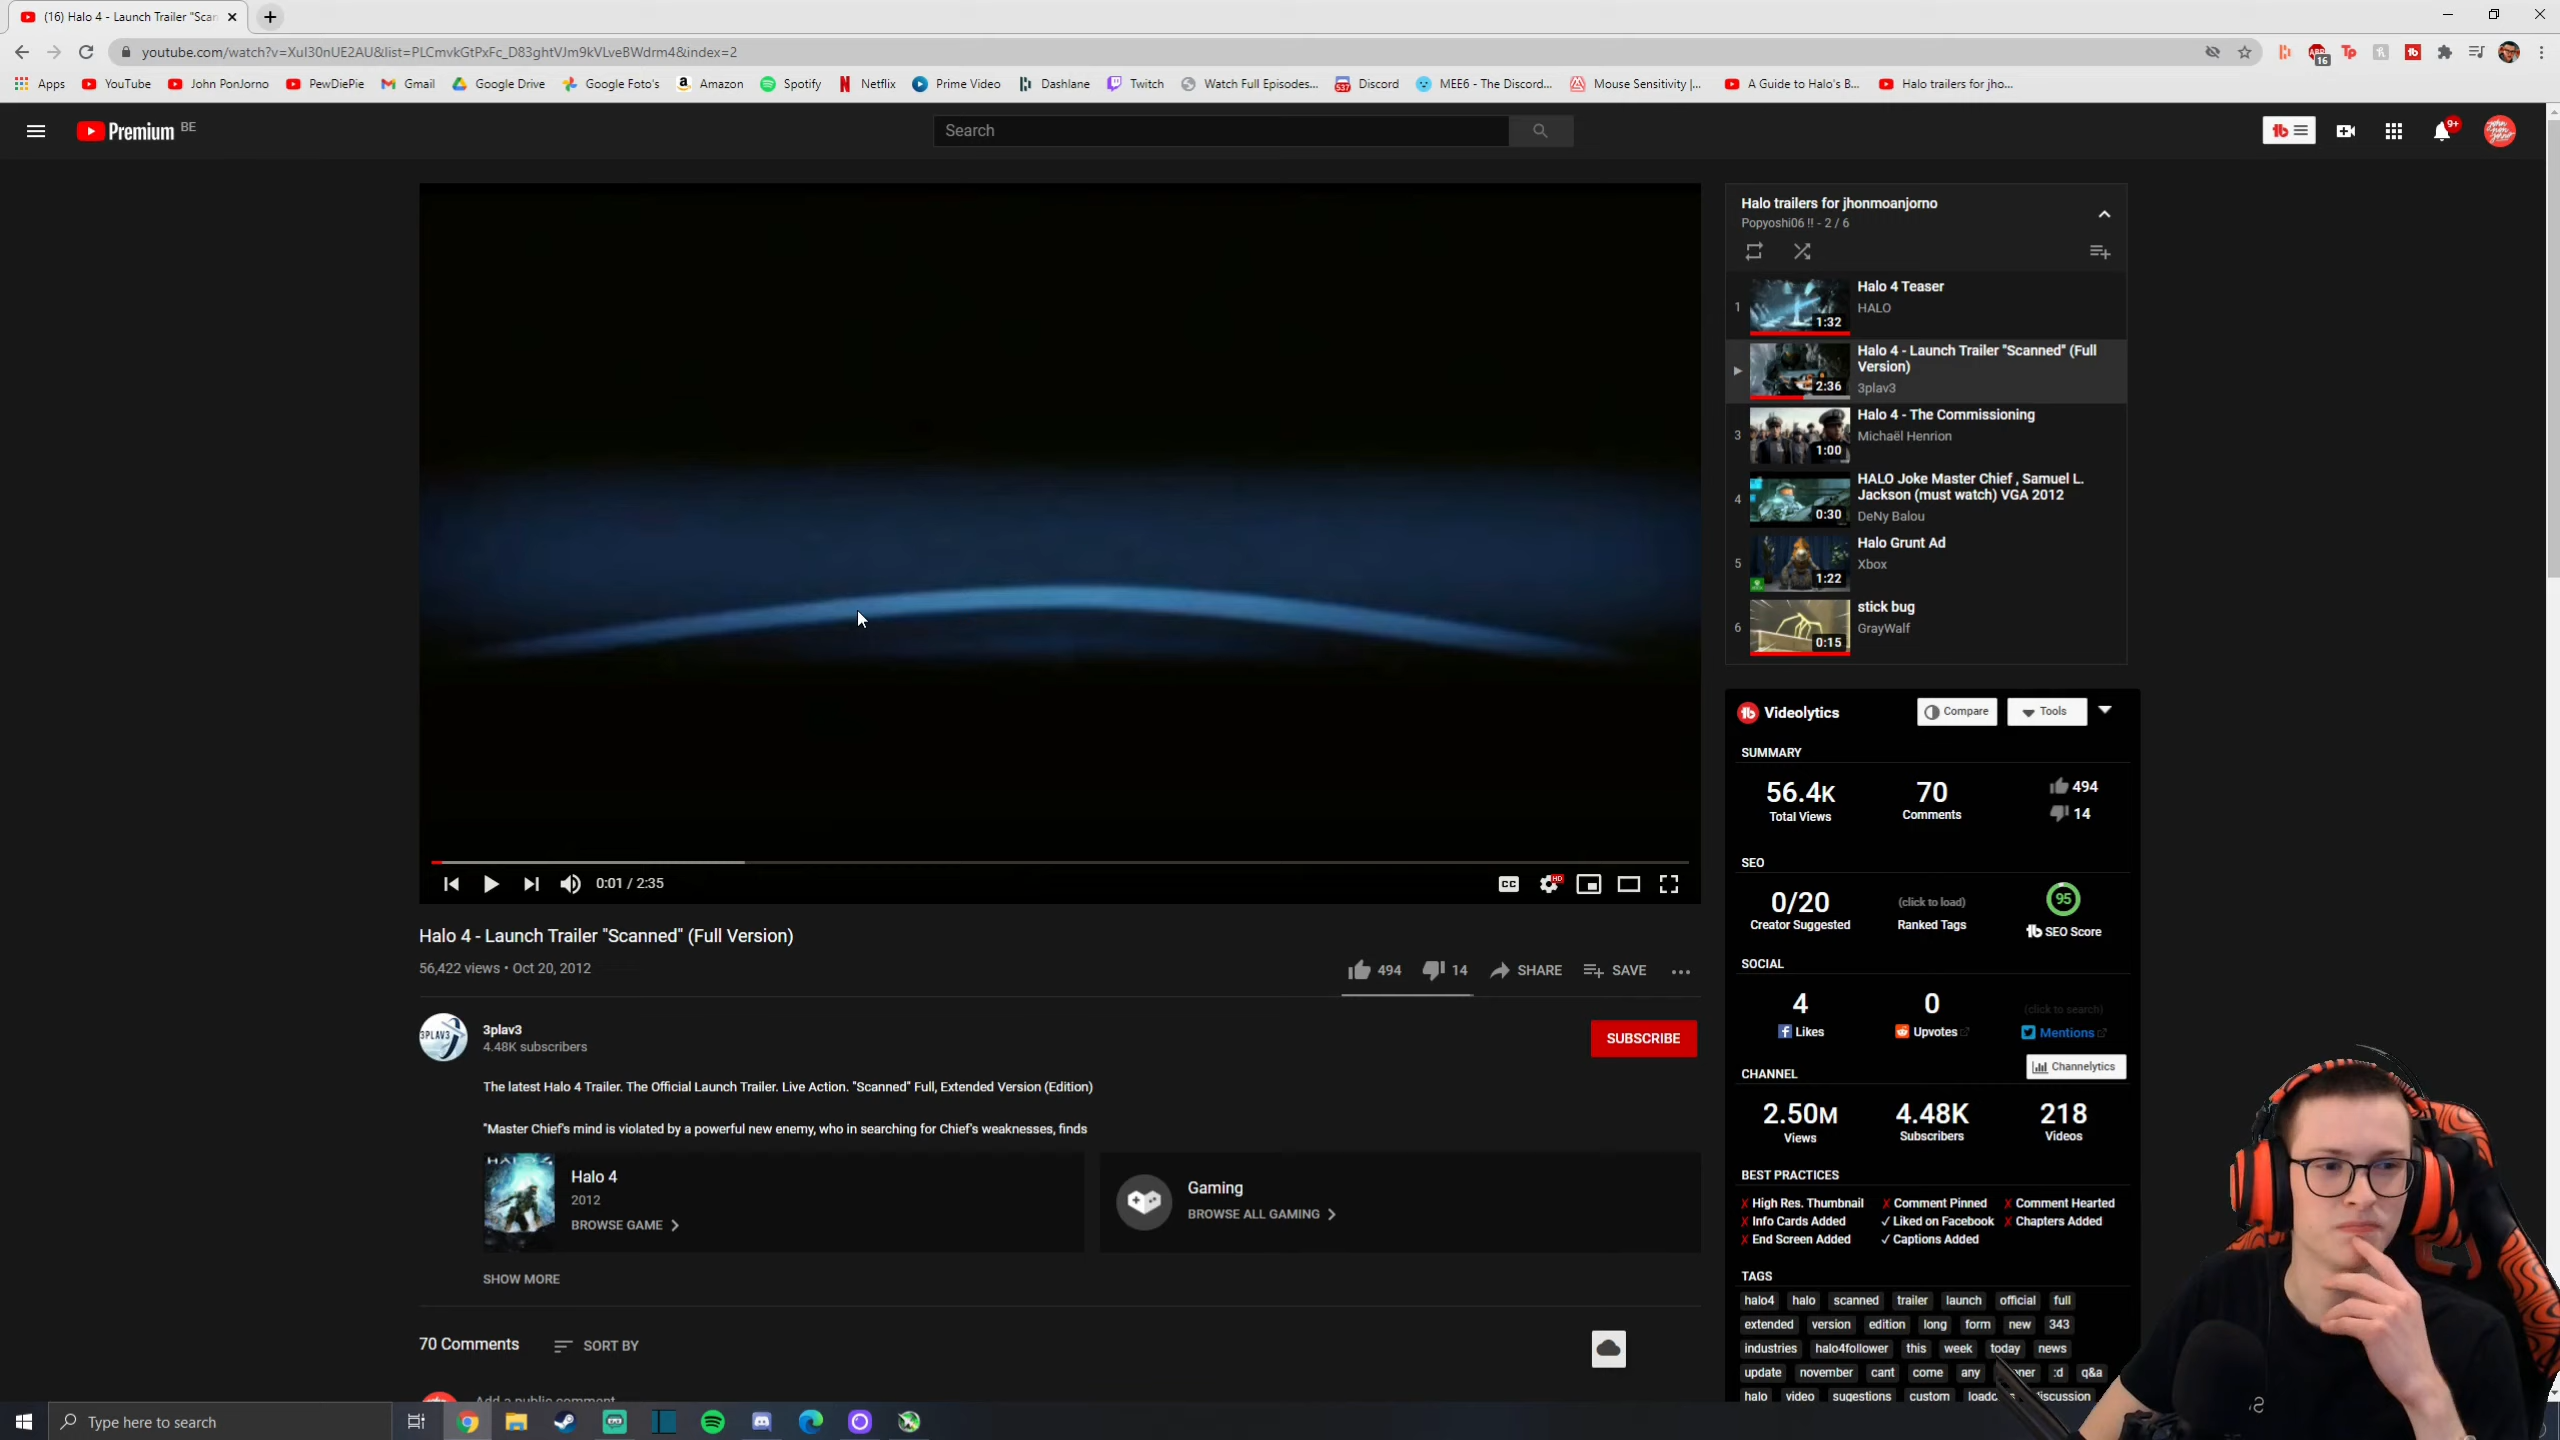 (16) Halo 4 - Launch Trailer "Scan
youtube.com/watch?v=XuI30nUE2AU&list=PLCmvkGtPxFc_D83ghtVJm9kVLveBWdrm4&index=2
16
Apps YouTube John PonJorno PewDiePie Gmail Google Drive Google Foto's Amazon Spotify Netflix Prime Video Dashlane Twitch Watch Full Episodes... Discord MEE6 - The Discord... Mouse Sensitivity |... A Guide to Halo's B... Halo trailers for jho...
Premium BE
Search
9+
Halo trailers for jhonmoanjorno
Popyoshi06 !! - 2 / 6
1
Halo 4 Teaser
HALO
1:32
Halo 4 - Launch Trailer "Scanned" (Full
Version)
3plav3
2:36
3
Halo 4 - The Commissioning
Michaël Henrion
1:00
4
HALO Joke Master Chief , Samuel L.
Jackson (must watch) VGA 2012
DeNy Balou
0:30
5
Halo Grunt Ad
Xbox
1:22
6
stick bug
GrayWalf
0:15
0:01 / 2:35
CC HD
Halo 4 - Launch Trailer "Scanned" (Full Version)
56,422 views • Oct 20, 2012
494 14 SHARE SAVE
3plav3
4.48K subscribers
SUBSCRIBE
The latest Halo 4 Trailer. The Official Launch Trailer. Live Action. "Scanned" Full, Extended Version (Edition)
"Master Chief's mind is violated by a powerful new enemy, who in searching for Chief's weaknesses, finds
Halo 4
2012
BROWSE GAME
Gaming
BROWSE ALL GAMING
SHOW MORE
70 Comments SORT BY
Add a public comment
Videolytics Compare Tools
SUMMARY
56.4K 70 494
Total Views Comments 14
SEO
0/20 (click to load) 95
Creator Suggested Ranked Tags SEO Score
SOCIAL
4 0 (click to search)
Likes Upvotes Mentions
CHANNEL Channelytics
2.50M 4.48K 218
Views Subscribers Videos
BEST PRACTICES
✗ High Res. Thumbnail ✗ Comment Pinned ✗ Comment Hearted
✗ Info Cards Added ✓ Liked on Facebook ✗ Chapters Added
✗ End Screen Added ✓ Captions Added
TAGS
halo4 halo scanned trailer launch official full
extended version edition long form new 343
industries halo4follower this week today news
update november cant come any :d q&a
halo video sugestions custom
Type here to search